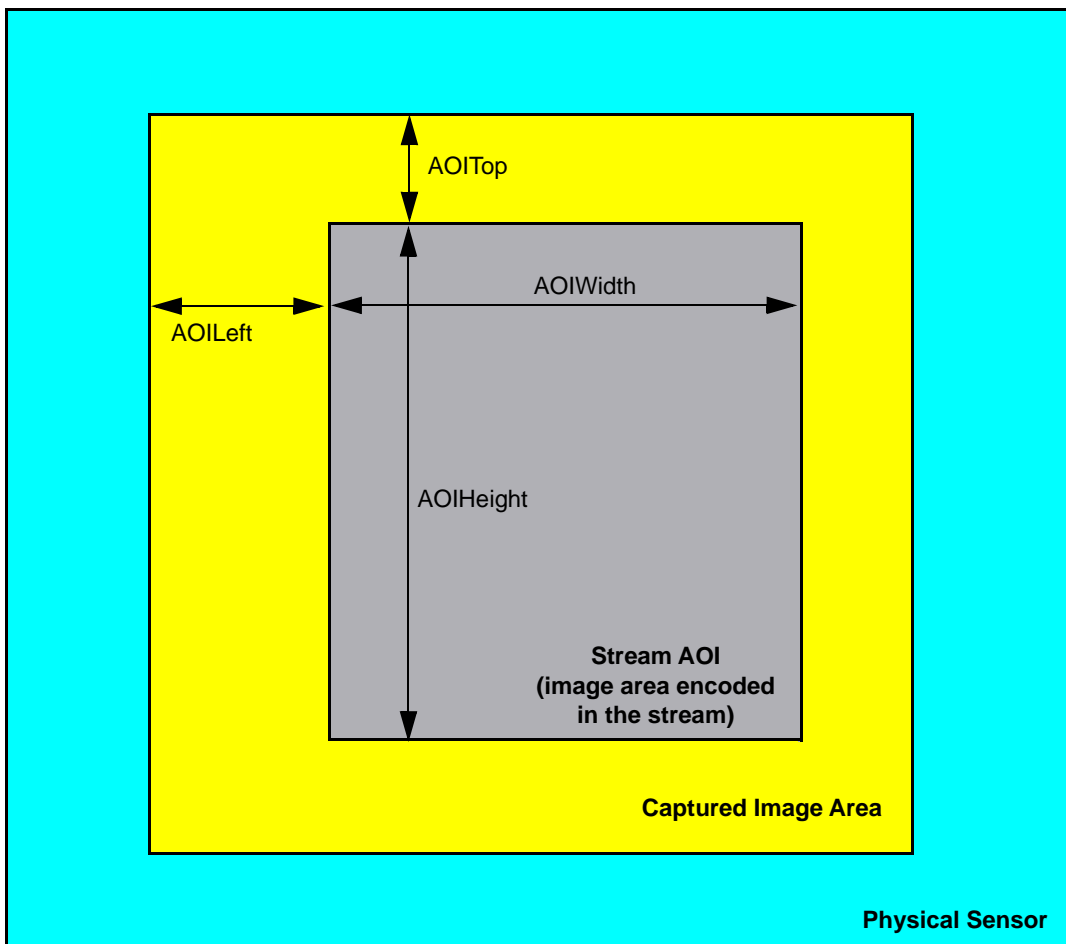 AOITop
AOIWidth
AOILeft
AOIHeight
Stream AOI
(image area encoded
in the stream)
Captured Image Area
Physical Sensor